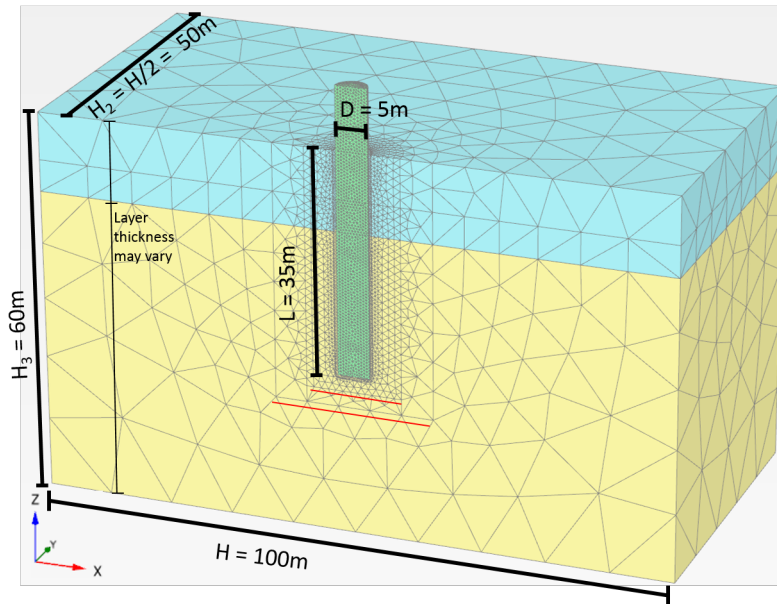 H₂ = H/2 = 50m
D = 5m
Layer
thickness
may vary
L = 35m
H₃ = 60m
H = 100m
Z
Y
X